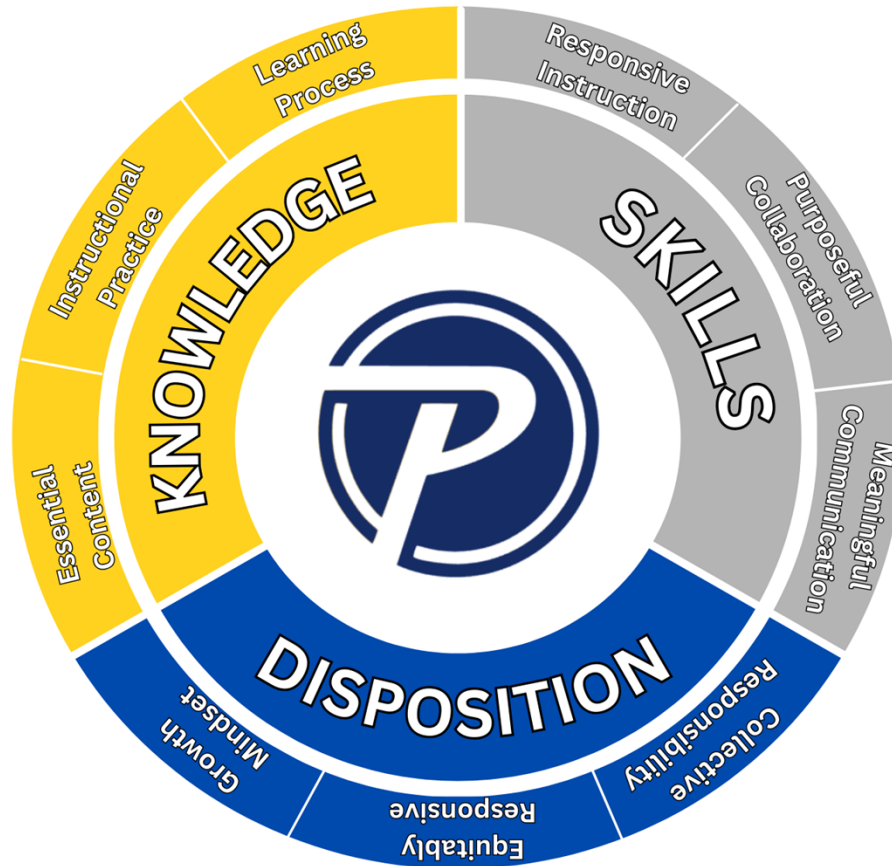 KNOWLEDGE
Essential
Content
Instructional
Practice
Learning
Process
SKILLS
Responsive
Instruction
Purposeful
Collaboration
Meaningful
Communication
DISPOSITION
Collective
Responsibility
Equitably
Responsive
Growth
Mindset
P